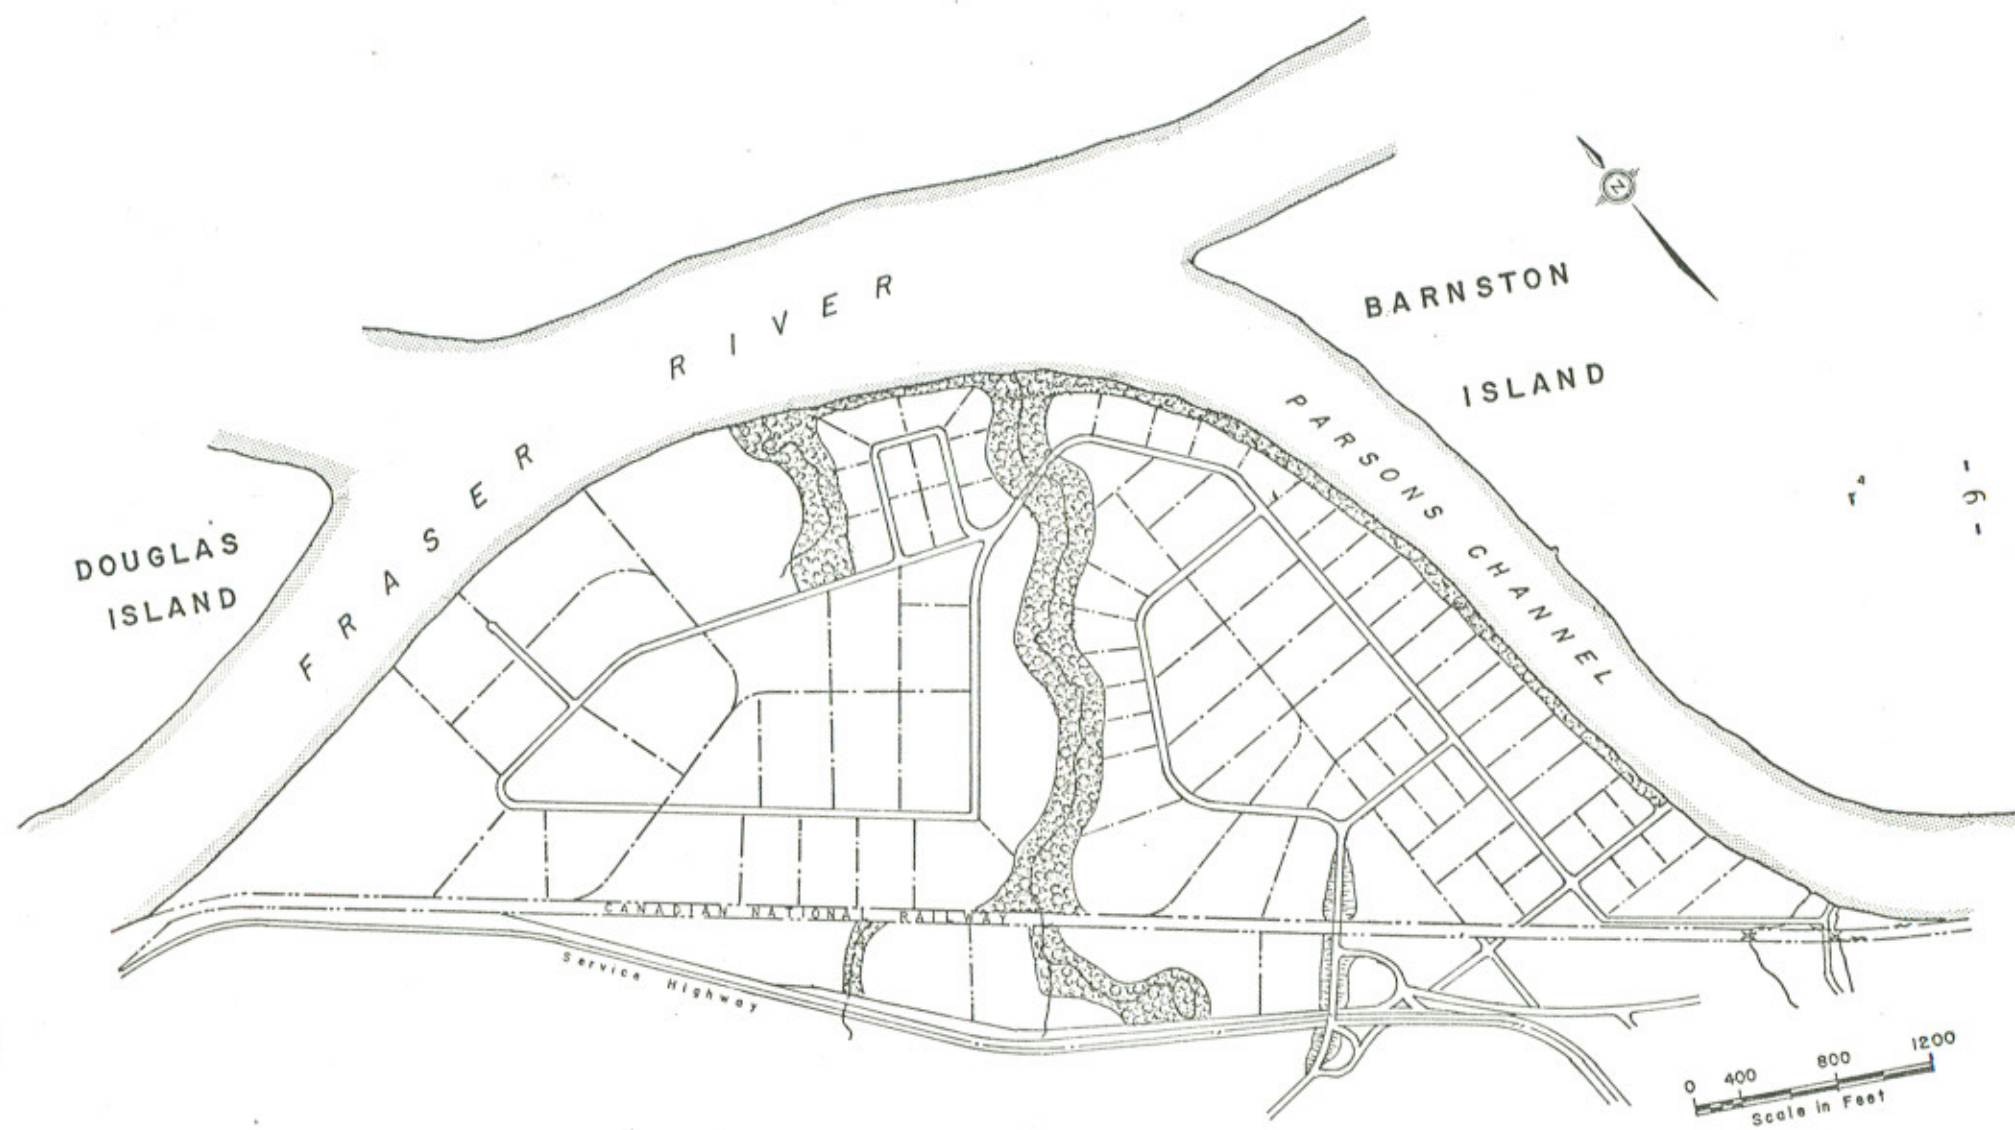 N
BARNSTON
ISLAND
FRASER RIVER
PARSONS CHANNEL
DOUGLAS
ISLAND
- 6 -
CANADIAN NATIONAL RAILWAY
Service Highway
0 400 800 1200
Scale in Feet